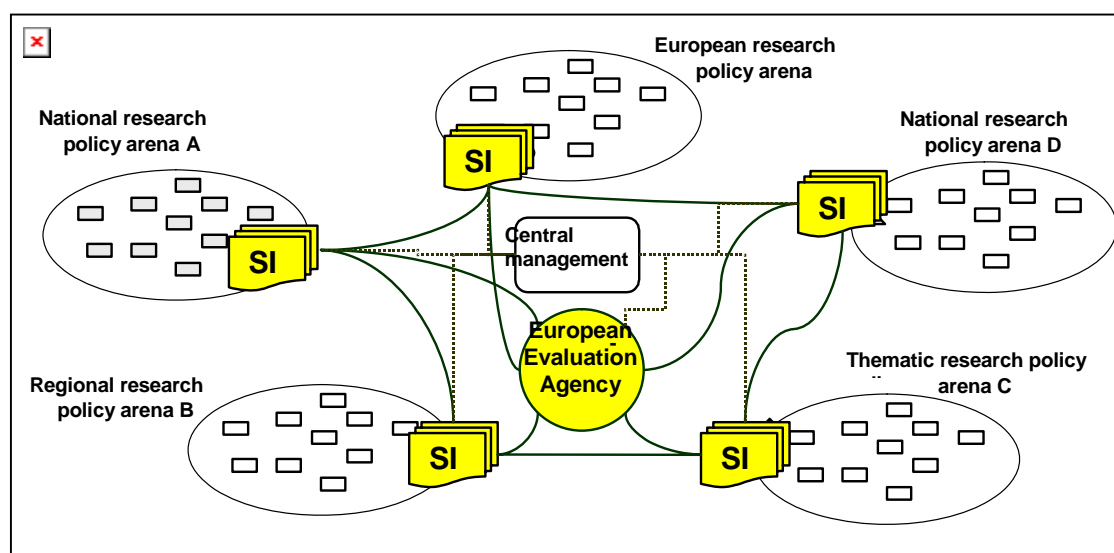 European research
policy arena
National research
policy arena A
National research
policy arena D
SI
SI
SI
Central
management
European
Evaluation
Agency
Regional research
policy arena B
Thematic research policy
arena C
SI
SI